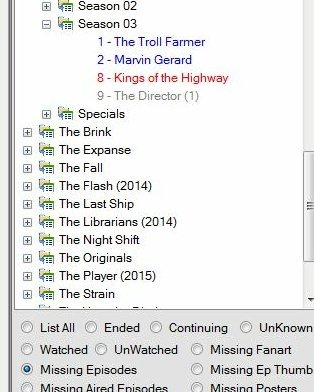 Season 02
Season 03
1 - The Troll Farmer
2 - Marvin Gerard
8 - Kings of the Highway
9 - The Director (1)
Specials
The Brink
The Expanse
The Fall
The Flash (2014)
The Last Ship
The Librarians (2014)
The Night Shift
The Originals
The Player (2015)
The Strain
List All Ended Continuing UnKnown
Watched UnWatched Missing Fanart
Missing Episodes Missing Ep Thumb
Missing Aired Episodes Missing Posters